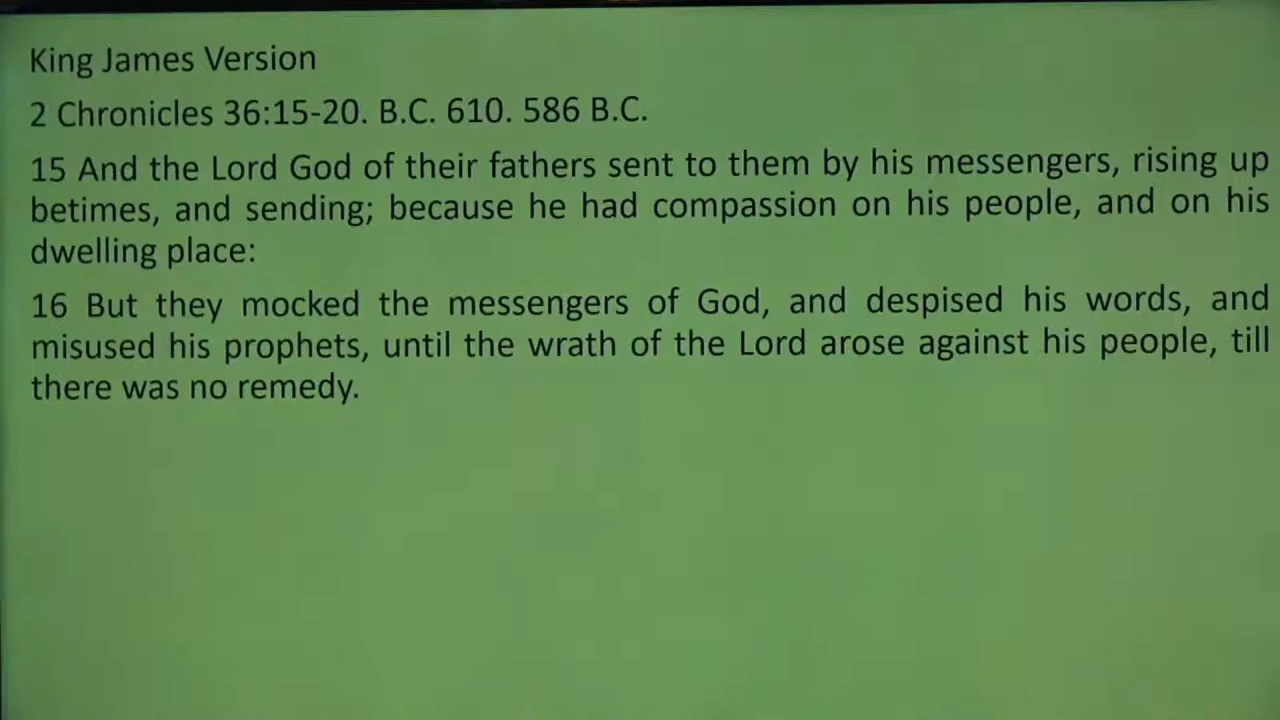 King James Version
2 Chronicles 36:15-20. B.C. 610. 586 B.C.
15 And the Lord God of their fathers sent to them by his messengers, rising up
betimes, and sending; because he had compassion on his people, and on his
dwelling place:
16 But they mocked the messengers of God, and despised his words, and
misused his prophets, until the wrath of the Lord arose against his people, till
there was no remedy.